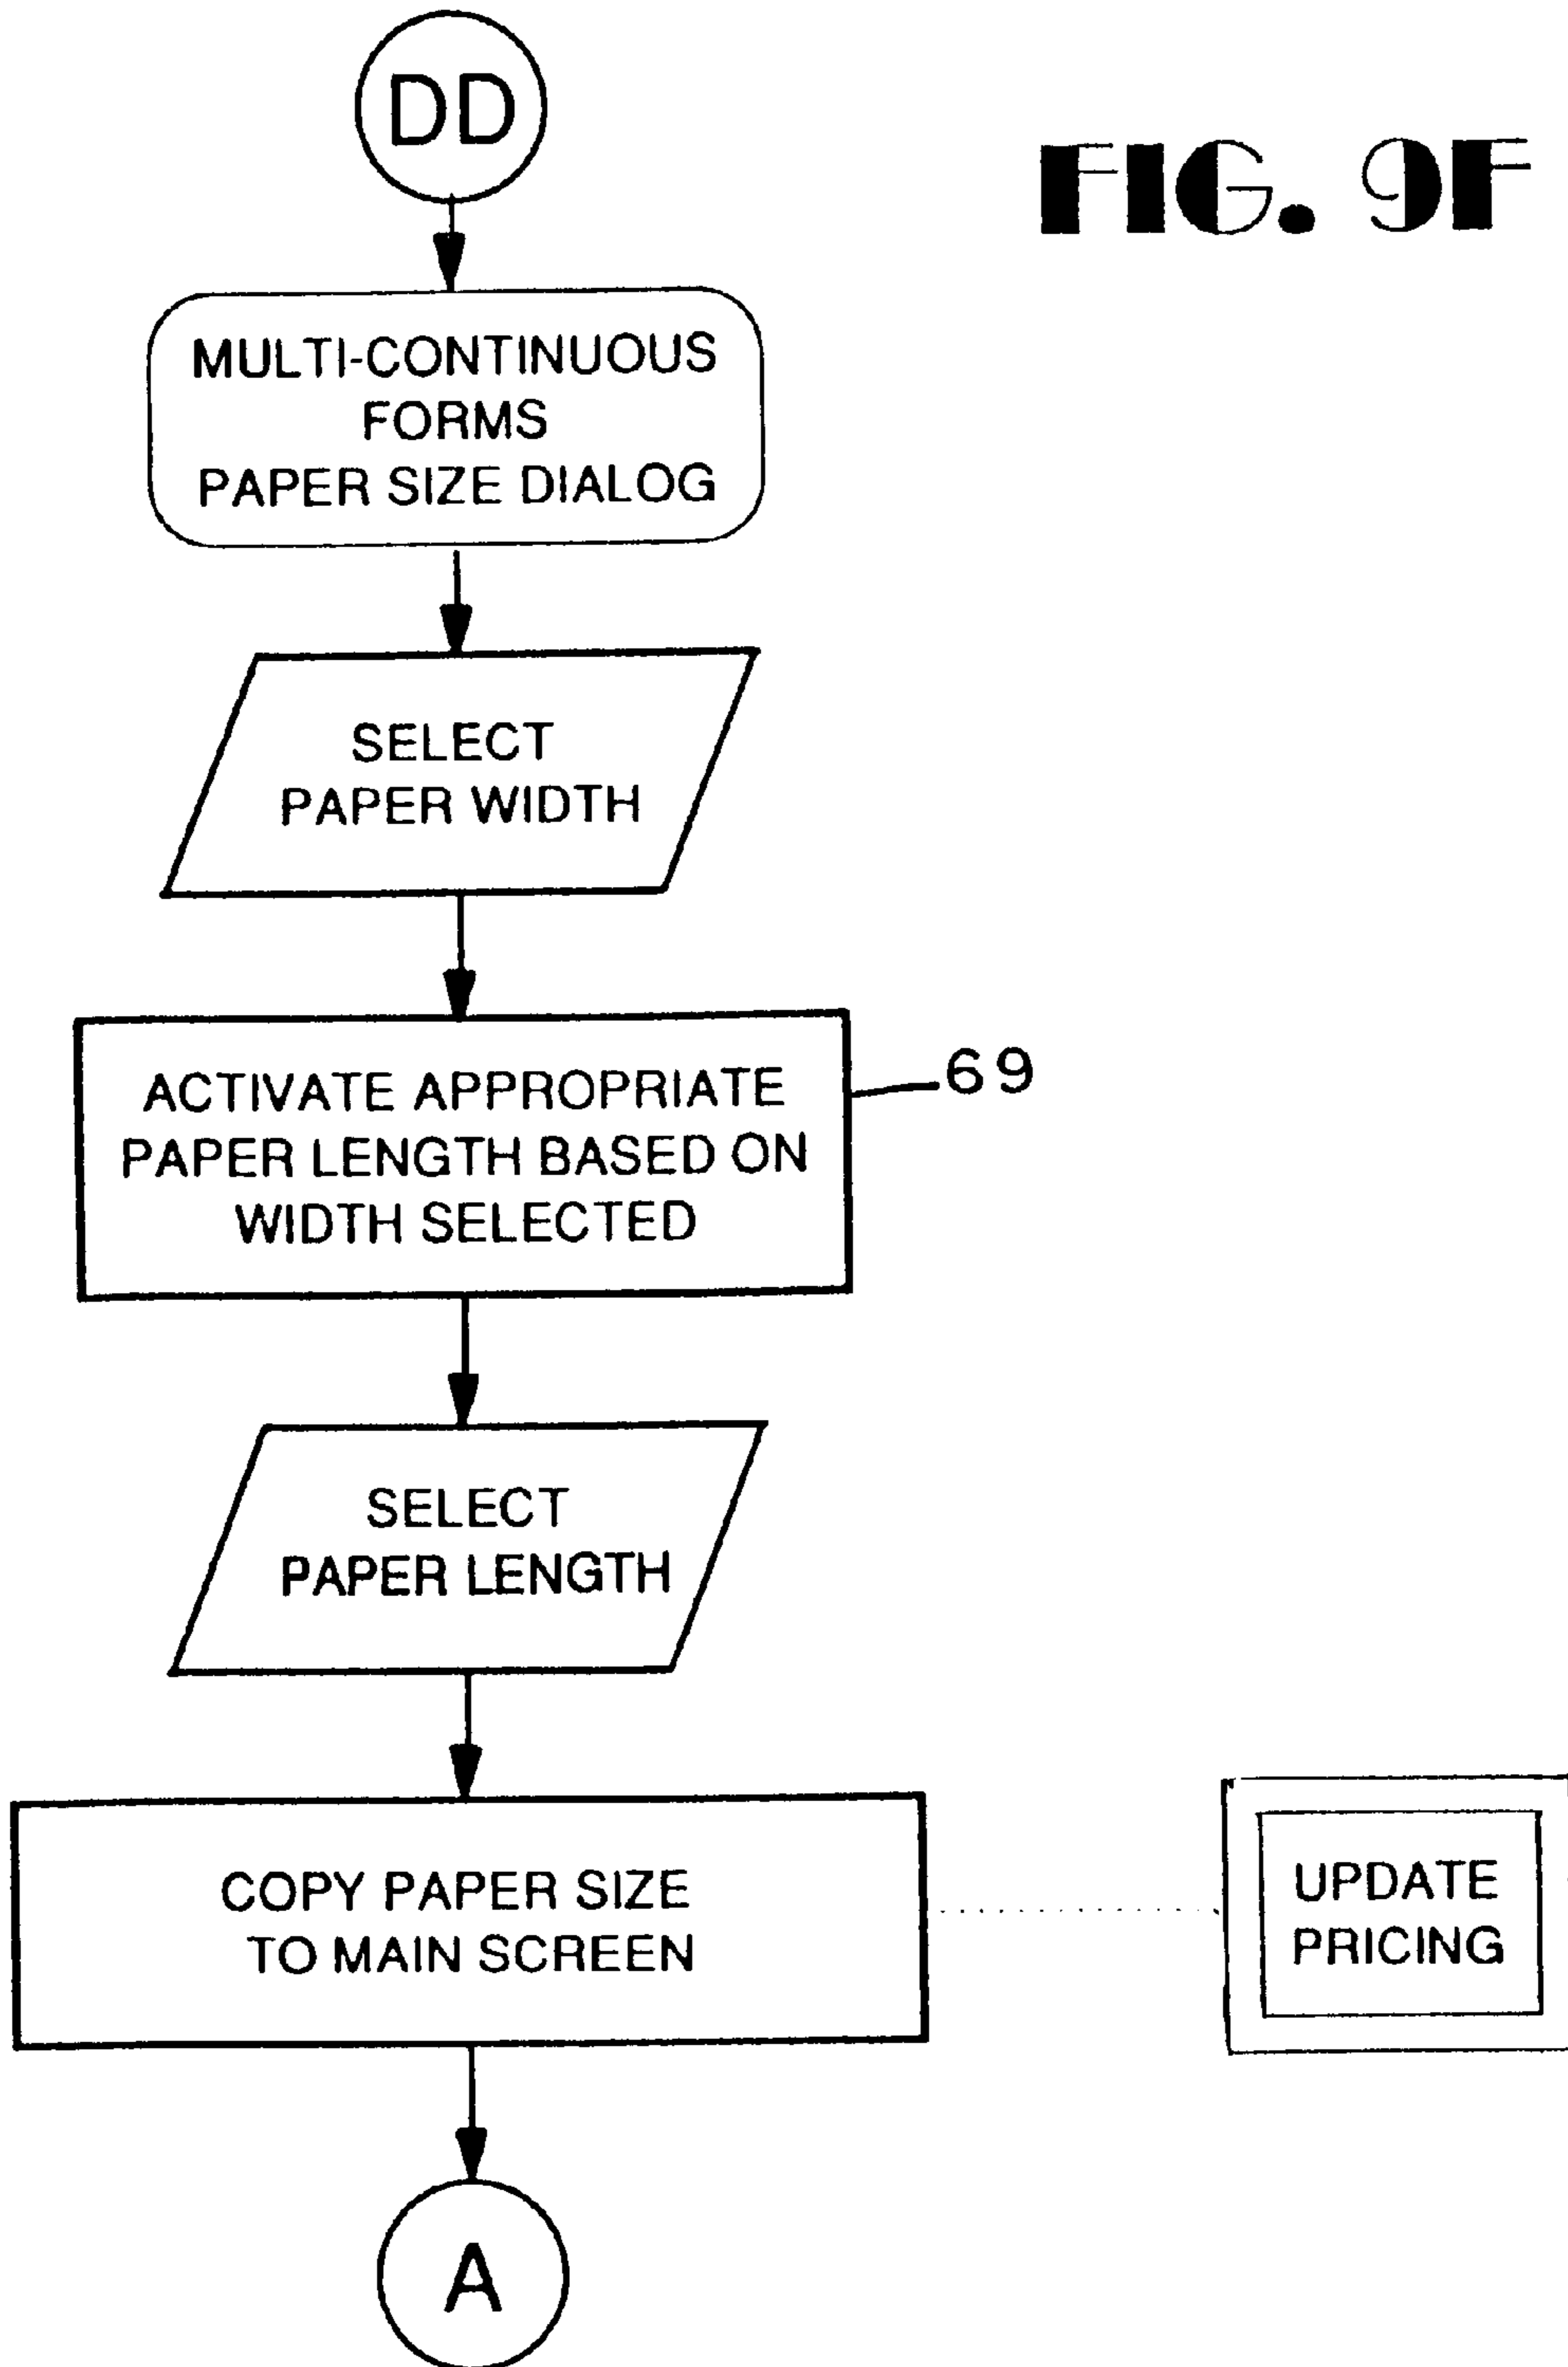 DD
FIG. 9F
MULTI-CONTINUOUS
FORMS
PAPER SIZE DIALOG
SELECT
PAPER WIDTH
ACTIVATE APPROPRIATE
PAPER LENGTH BASED ON
WIDTH SELECTED
69
SELECT
PAPER LENGTH
COPY PAPER SIZE
TO MAIN SCREEN
UPDATE
PRICING
A